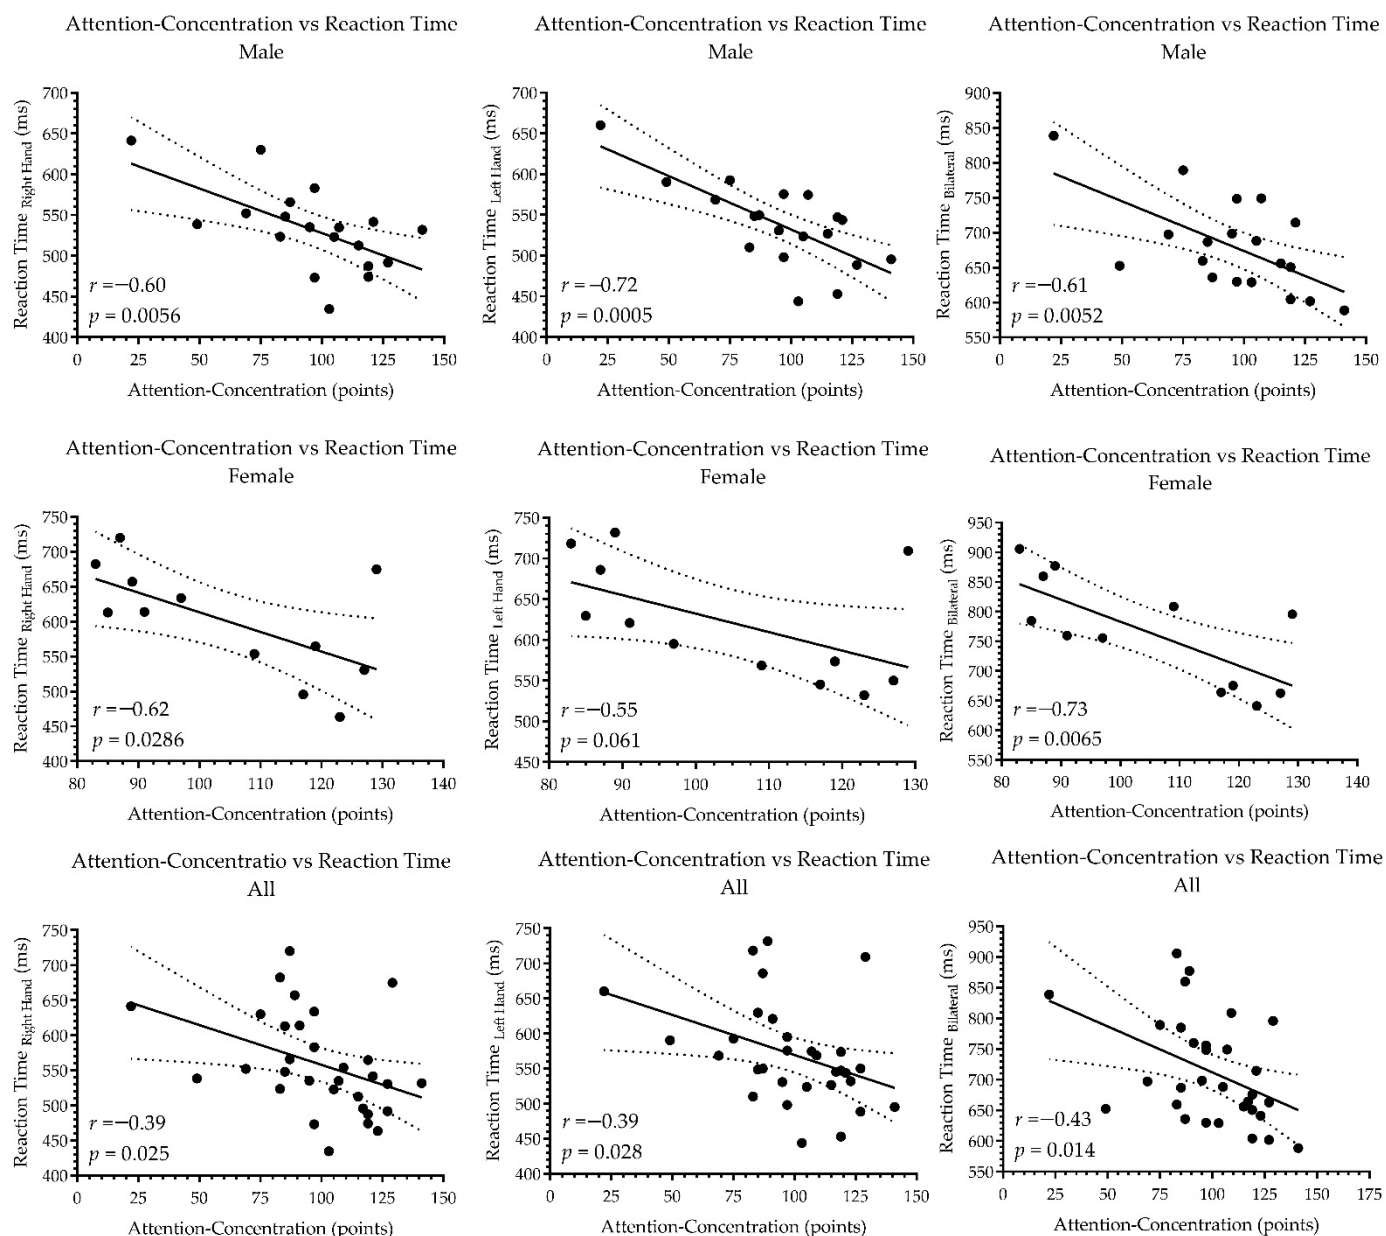 Attention-Concentration vs Reaction Time
Male
Reaction Time Right Hand (ms)
700
650
600
550
500
450
400
r =−0.60
p = 0.0056
0 25 50 75 100 125 150
Attention-Concentration (points)
Attention-Concentration vs Reaction Time
Male
Reaction Time Left Hand (ms)
700
650
600
550
500
450
400
r =−0.72
p = 0.0005
0 25 50 75 100 125 150
Attention-Concentration (points)
Attention-Concentration vs Reaction Time
Male
Reaction Time Bilateral (ms)
900
850
800
750
700
650
600
550
r =−0.61
p = 0.0052
0 25 50 75 100 125 150
Attention-Concentration (points)
Attention-Concentration vs Reaction Time
Female
Reaction Time Right Hand (ms)
750
700
650
600
550
500
450
400
r =−0.62
p = 0.0286
80 90 100 110 120 130 140
Attention-Concentration (points)
Attention-Concentration vs Reaction Time
Female
Reaction Time Left Hand (ms)
750
700
650
600
550
500
450
r =−0.55
p = 0.061
80 90 100 110 120 130
Attention-Concentration (points)
Attention-Concentration vs Reaction Time
Female
Reaction Time Bilateral (ms)
950
900
850
800
750
700
650
600
550
r =−0.73
p = 0.0065
80 90 100 110 120 130 140
Attention-Concentration (points)
Attention-Concentratio vs Reaction Time
All
Reaction Time Right Hand (ms)
750
700
650
600
550
500
450
400
r =−0.39
p = 0.025
0 25 50 75 100 125 150
Attention-Concentration (points)
Attention-Concentration vs Reaction Time
All
Reaction Time Left Hand (ms)
750
700
650
600
550
500
450
400
r =−0.39
p = 0.028
0 25 50 75 100 125 150
Attention-Concentration (points)
Attention-Concentration vs Reaction Time
All
Reaction Time Bilateral (ms)
950
900
850
800
750
700
650
600
550
r =−0.43
p = 0.014
0 25 50 75 100 125 150 175
Attention-Concentration (points)